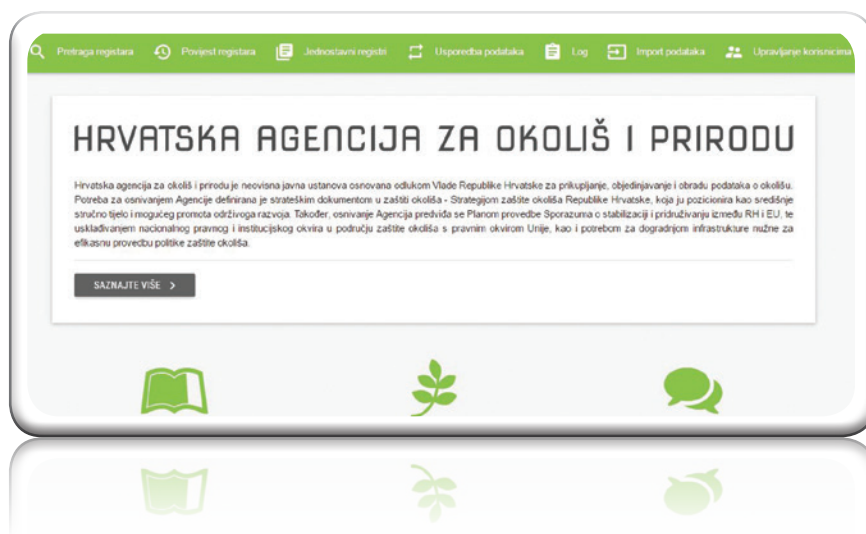 Pretraga registara Povijest registara Jednostavni registri Usporedba podataka Log Import podataka Upravljanje korisnicima
HRVATSKA AGENCIJA ZA OKOLIŠ I PRIRODU
Hrvatska agencija za okoliš i prirodu je neovisna javna ustanova osnovana odlukom Vlade Republike Hrvatske za prikupljanje, objedinjavanje i obradu podataka o okolišu.
Potreba za osnivanjem Agencije definirana je strateškim dokumentom u zaštiti okoliša - Strategijom zaštite okoliša Republike Hrvatske, koja ju pozicionira kao središnje
stručno tijelo i mogućeg promota održivoga razvoja. Također, osnivanje Agencija predviđa se Planom provedbe Sporazuma o stabilizaciji i pridruživanju između RH i EU, te
usklađivanjem nacionalnog pravnog i institucijskog okvira u području zaštite okoliša s pravnim okvirom Unije, kao i potrebom za dogradnjom infrastrukture nužne za
efikasnu provedbu politike zaštite okoliša.
SAZNAJTE VIŠE